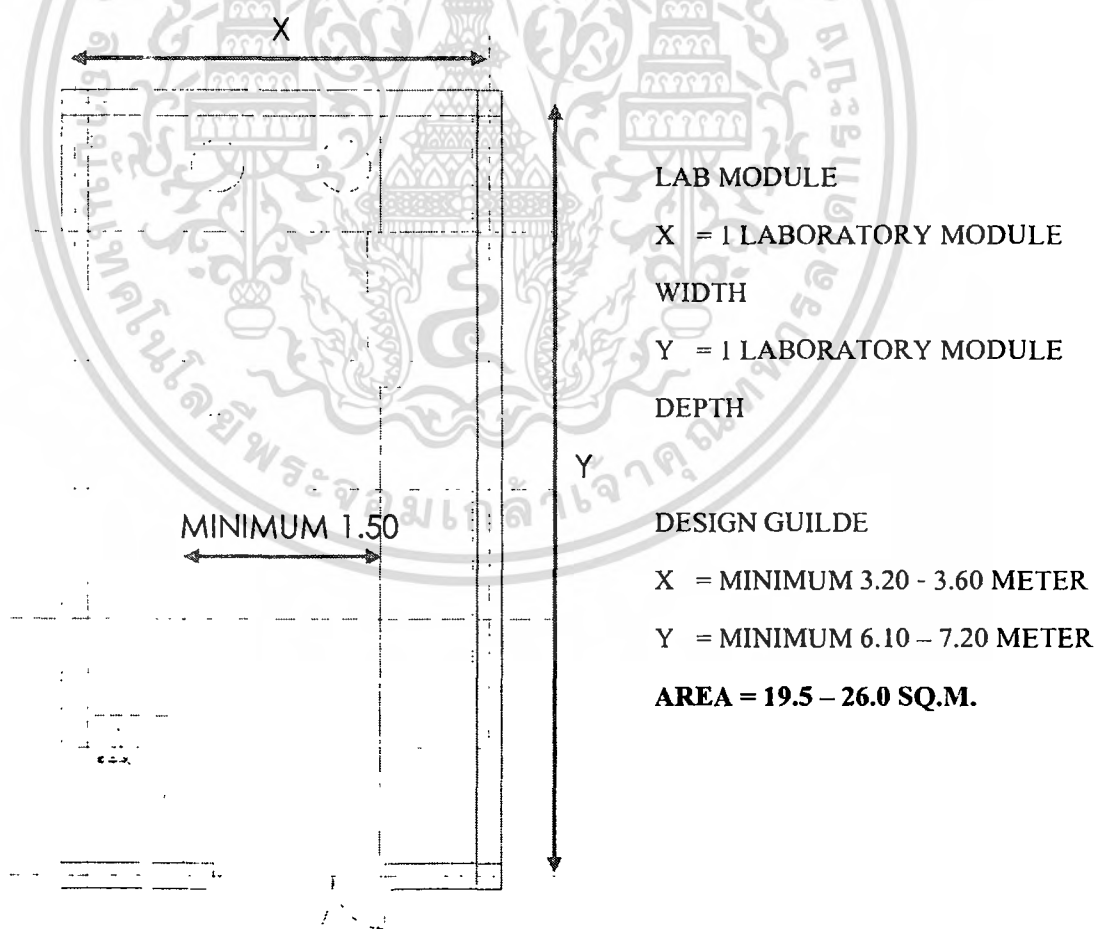 X
LAB MODULE
X = 1 LABORATORY MODULE
WIDTH
Y = 1 LABORATORY MODULE
DEPTH
Y
MINIMUM 1.50
DESIGN GUILDE
X = MINIMUM 3.20 - 3.60 METER
Y = MINIMUM 6.10 – 7.20 METER
AREA = 19.5 – 26.0 SQ.M.